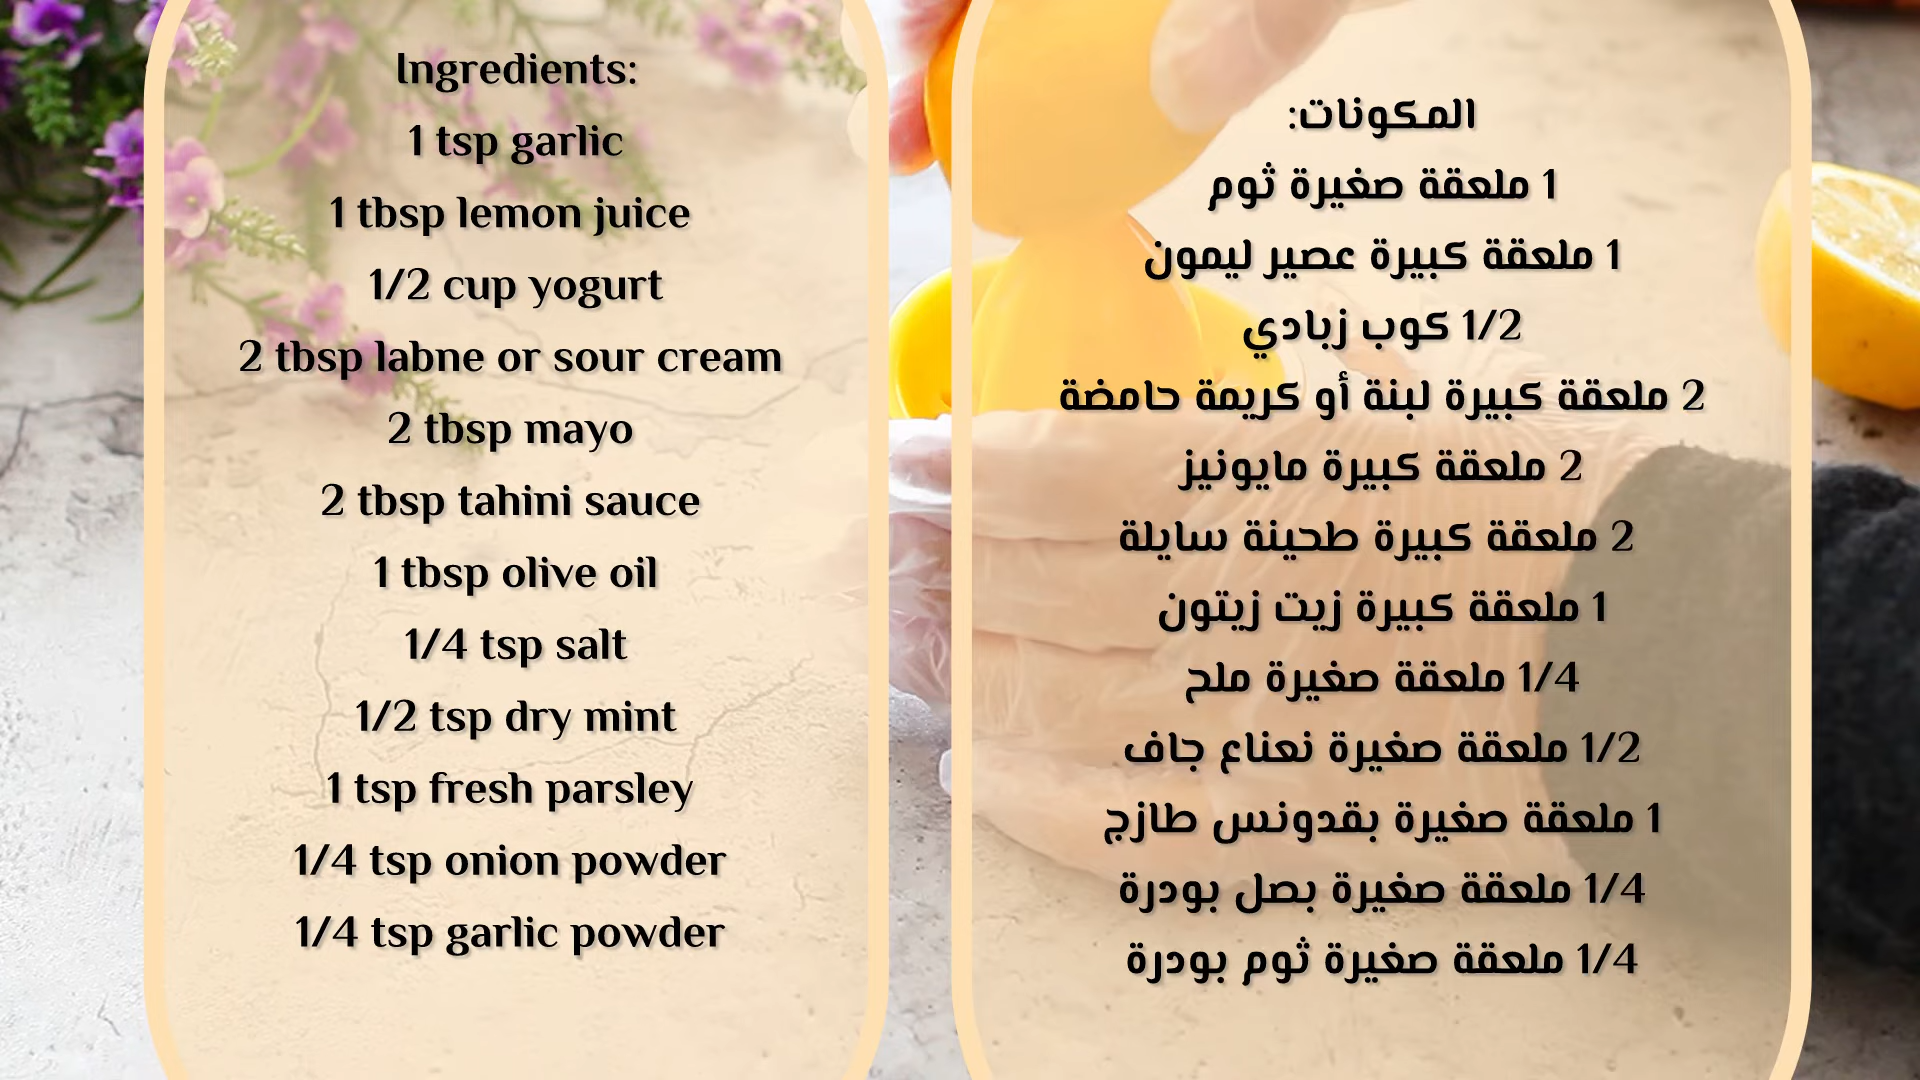 Ingredients:
1 tsp garlic
1 tbsp lemon juice
1/2 cup yogurt
2 tbsp labne or sour cream
2 tbsp mayo
2 tbsp tahini sauce
1 tbsp olive oil
1/4 tsp salt
1/2 tsp dry mint
1 tsp fresh parsley
1/4 tsp onion powder
1/4 tsp garlic powder
المكونات:
1 ملعقة صغيرة ثوم
1 ملعقة كبيرة عصير ليمون
1/2 كوب زبادي
2 ملعقة كبيرة لبنة أو كريمة حامضة
2 ملعقة كبيرة مايونيز
2 ملعقة كبيرة طحينة سايلة
1 ملعقة كبيرة زيت زيتون
1/4 ملعقة صغيرة ملح
1/2 ملعقة صغيرة نعناع جاف
1 ملعقة صغيرة بقدونس طازج
1/4 ملعقة صغيرة بصل بودرة
1/4 ملعقة صغيرة ثوم بودرة